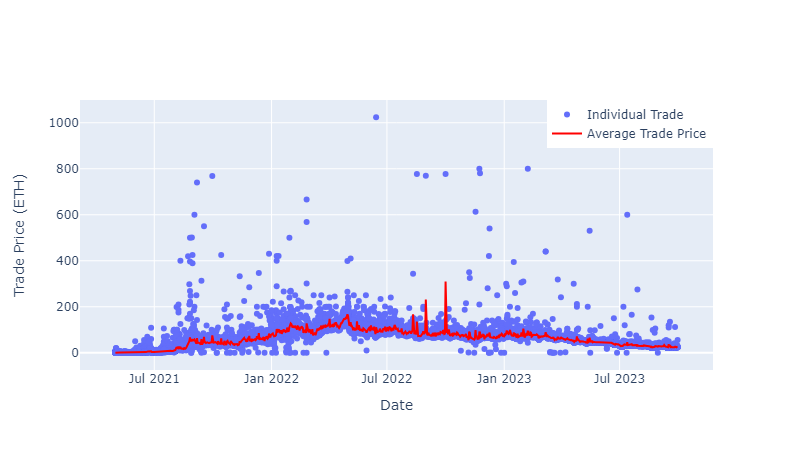 Individual Trade
Average Trade Price
1000
800
600
400
200
0
Trade Price (ETH)
Jul 2021
Jan 2022
Jul 2022
Jan 2023
Jul 2023
Date